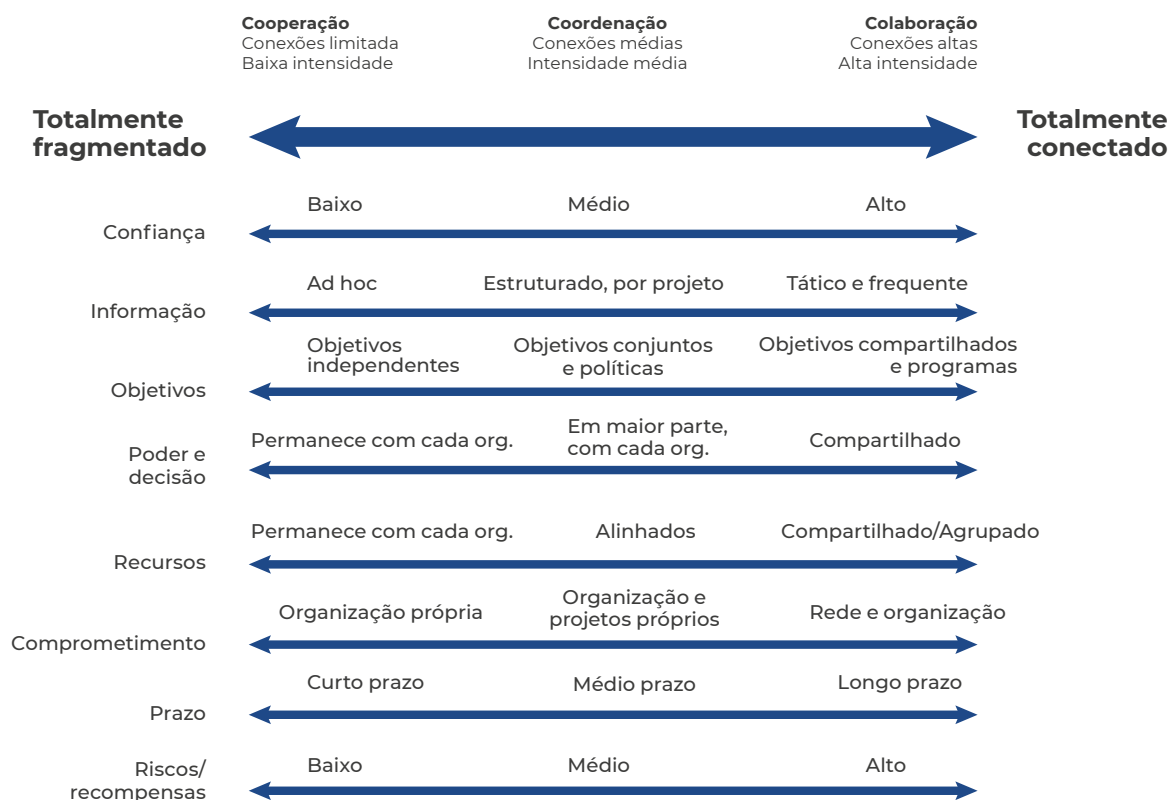 Cooperação
Conexões limitada
Baixa intensidade
Coordenação
Conexões médias
Intensidade média
Colaboração
Conexões altas
Alta intensidade
Totalmente
fragmentado
Totalmente
conectado
Confiança
Baixo
Médio
Alto
Informação
Ad hoc
Estruturado, por projeto
Tático e frequente
Objetivos
Objetivos
independentes
Objetivos conjuntos
e políticas
Objetivos compartilhados
e programas
Poder e
decisão
Permanece com cada org.
Em maior parte,
com cada org.
Compartilhado
Recursos
Permanece com cada org.
Alinhados
Compartilhado/Agrupado
Comprometimento
Organização própria
Organização e
projetos próprios
Rede e organização
Prazo
Curto prazo
Médio prazo
Longo prazo
Riscos/
recompensas
Baixo
Médio
Alto